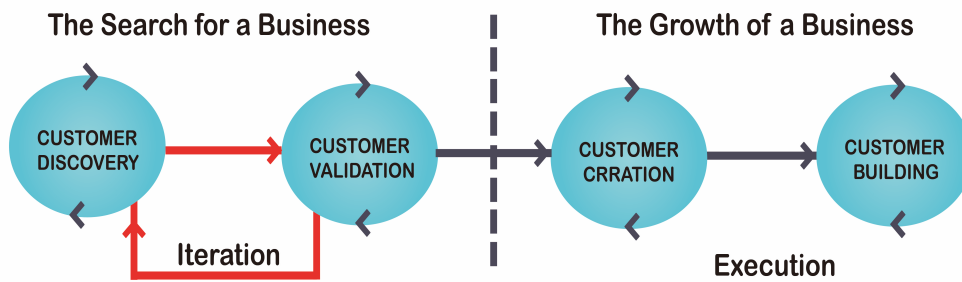 The Search for a Business
The Growth of a Business
CUSTOMER
DISCOVERY
CUSTOMER
VALIDATION
CUSTOMER
CRRATION
CUSTOMER
BUILDING
Iteration
Execution